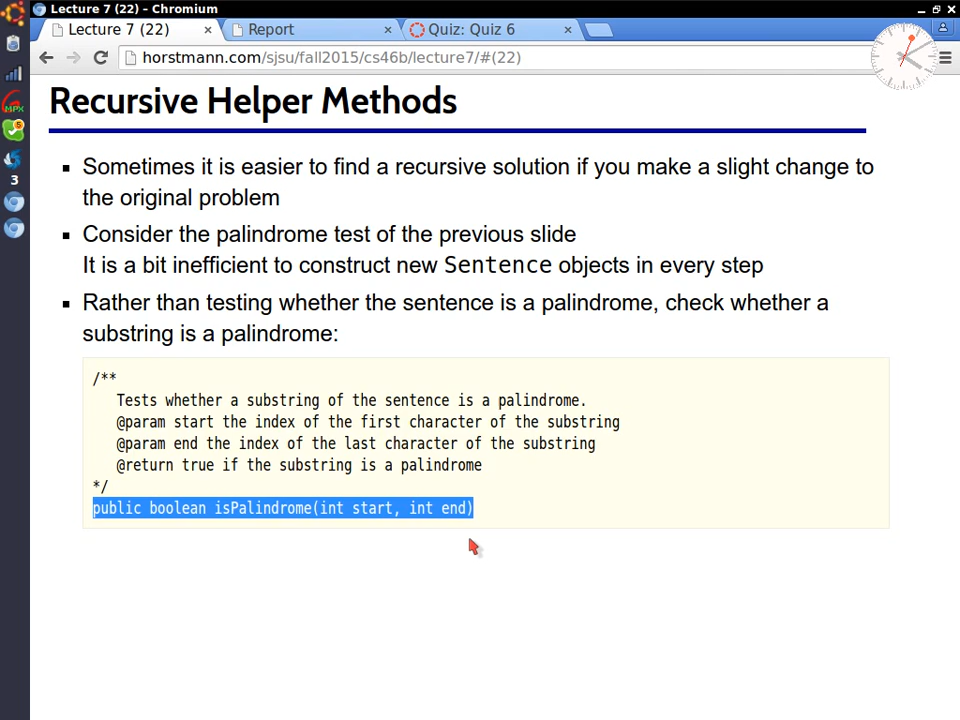 Lecture 7 (22) - Chromium
Lecture 7 (22) Report Quiz: Quiz 6
horstmann.com/sjsu/fall2015/cs46b/lecture7/#(22)
MPX
5
3
Recursive Helper Methods
Sometimes it is easier to find a recursive solution if you make a slight change to
the original problem
Consider the palindrome test of the previous slide
It is a bit inefficient to construct new Sentence objects in every step
Rather than testing whether the sentence is a palindrome, check whether a
substring is a palindrome:
/**
Tests whether a substring of the sentence is a palindrome.
@param start the index of the first character of the substring
@param end the index of the last character of the substring
@return true if the substring is a palindrome
*/
public boolean isPalindrome(int start, int end)